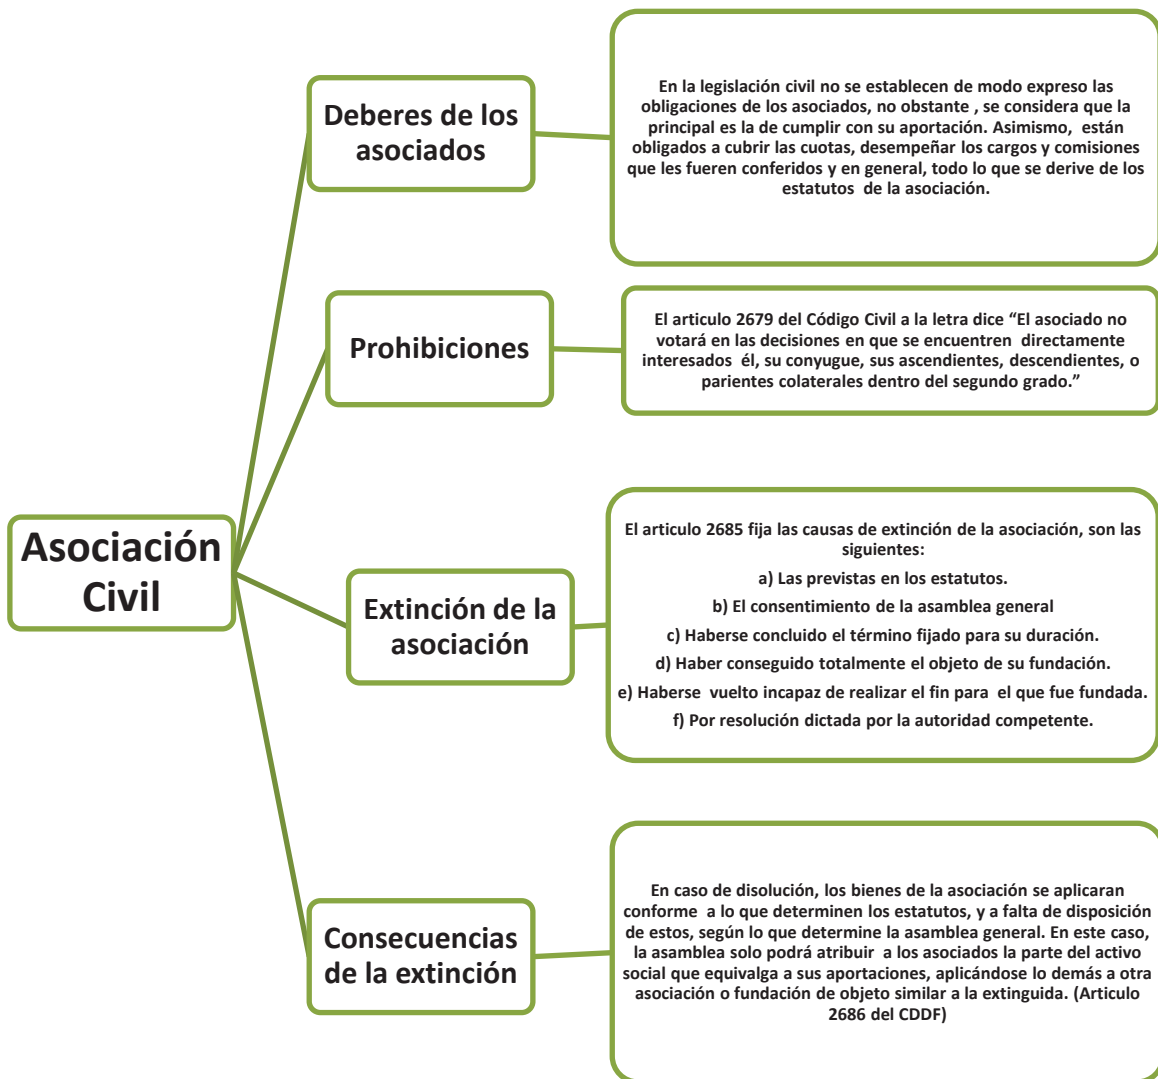 Asociación
Civil
Deberes de los
asociados
En la legislación civil no se establecen de modo expreso las
obligaciones de los asociados, no obstante , se considera que la
principal es la de cumplir con su aportación. Asimismo, están
obligados a cubrir las cuotas, desempeñar los cargos y comisiones
que les fueren conferidos y en general, todo lo que se derive de los
estatutos de la asociación.
Prohibiciones
El articulo 2679 del Código Civil a la letra dice “El asociado no
votará en las decisiones en que se encuentren directamente
interesados él, su conyugue, sus ascendientes, descendientes, o
parientes colaterales dentro del segundo grado.”
Extinción de la
asociación
El articulo 2685 fija las causas de extinción de la asociación, son las
siguientes:
a) Las previstas en los estatutos.
b) El consentimiento de la asamblea general
c) Haberse concluido el término fijado para su duración.
d) Haber conseguido totalmente el objeto de su fundación.
e) Haberse vuelto incapaz de realizar el fin para el que fue fundada.
f) Por resolución dictada por la autoridad competente.
Consecuencias
de la extinción
En caso de disolución, los bienes de la asociación se aplicaran
conforme a lo que determinen los estatutos, y a falta de disposición
de estos, según lo que determine la asamblea general. En este caso,
la asamblea solo podrá atribuir a los asociados la parte del activo
social que equivalga a sus aportaciones, aplicándose lo demás a otra
asociación o fundación de objeto similar a la extinguida. (Articulo
2686 del CDDF)